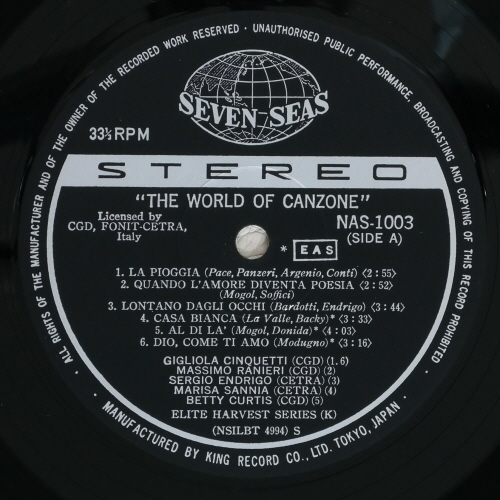 ALL RIGHTS OF THE MANUFACTURER AND OF THE OWNER OF THE RECORDED WORK RESERVED · UNAUTHORISED PUBLIC PERFORMANCE, BROADCASTING AND COPYING OF THIS RECORD PROHIBITED
SEVEN SEAS
33⅓RPM
STEREO
"THE WORLD OF CANZONE"
Licensed by
CGD, FONIT-CETRA,
Italy
NAS-1003
(SIDE A)
* EAS
1. LA PIOGGIA (Pace, Panzeri, Argenio, Conti) <2:55>
2. QUANDO L'AMORE DIVENTA POESIA <2:52>
(Mogol, Soffici)
3. LONTANO DAGLI OCCHI (Bardotti, Endrigo) <3:44>
4. CASA BIANCA (La Valle, Backy)* <3:33>
5. AL DI LA' (Mogol, Donida)* <4:03>
6. DIO, COME TI AMO (Modugno)* <3:16>
GIGLIOLA CINQUETTI (CGD) (1.6)
MASSIMO RANIERI (CGD) (2)
SERGIO ENDRIGO (CETRA) (3)
MARISA SANNIA (CETRA) (4)
BETTY CURTIS (CGD) (5)
ELITE HARVEST SERIES (K)
(NSILBT 4994) S
MANUFACTURED BY KING RECORD CO., LTD. TOKYO, JAPAN